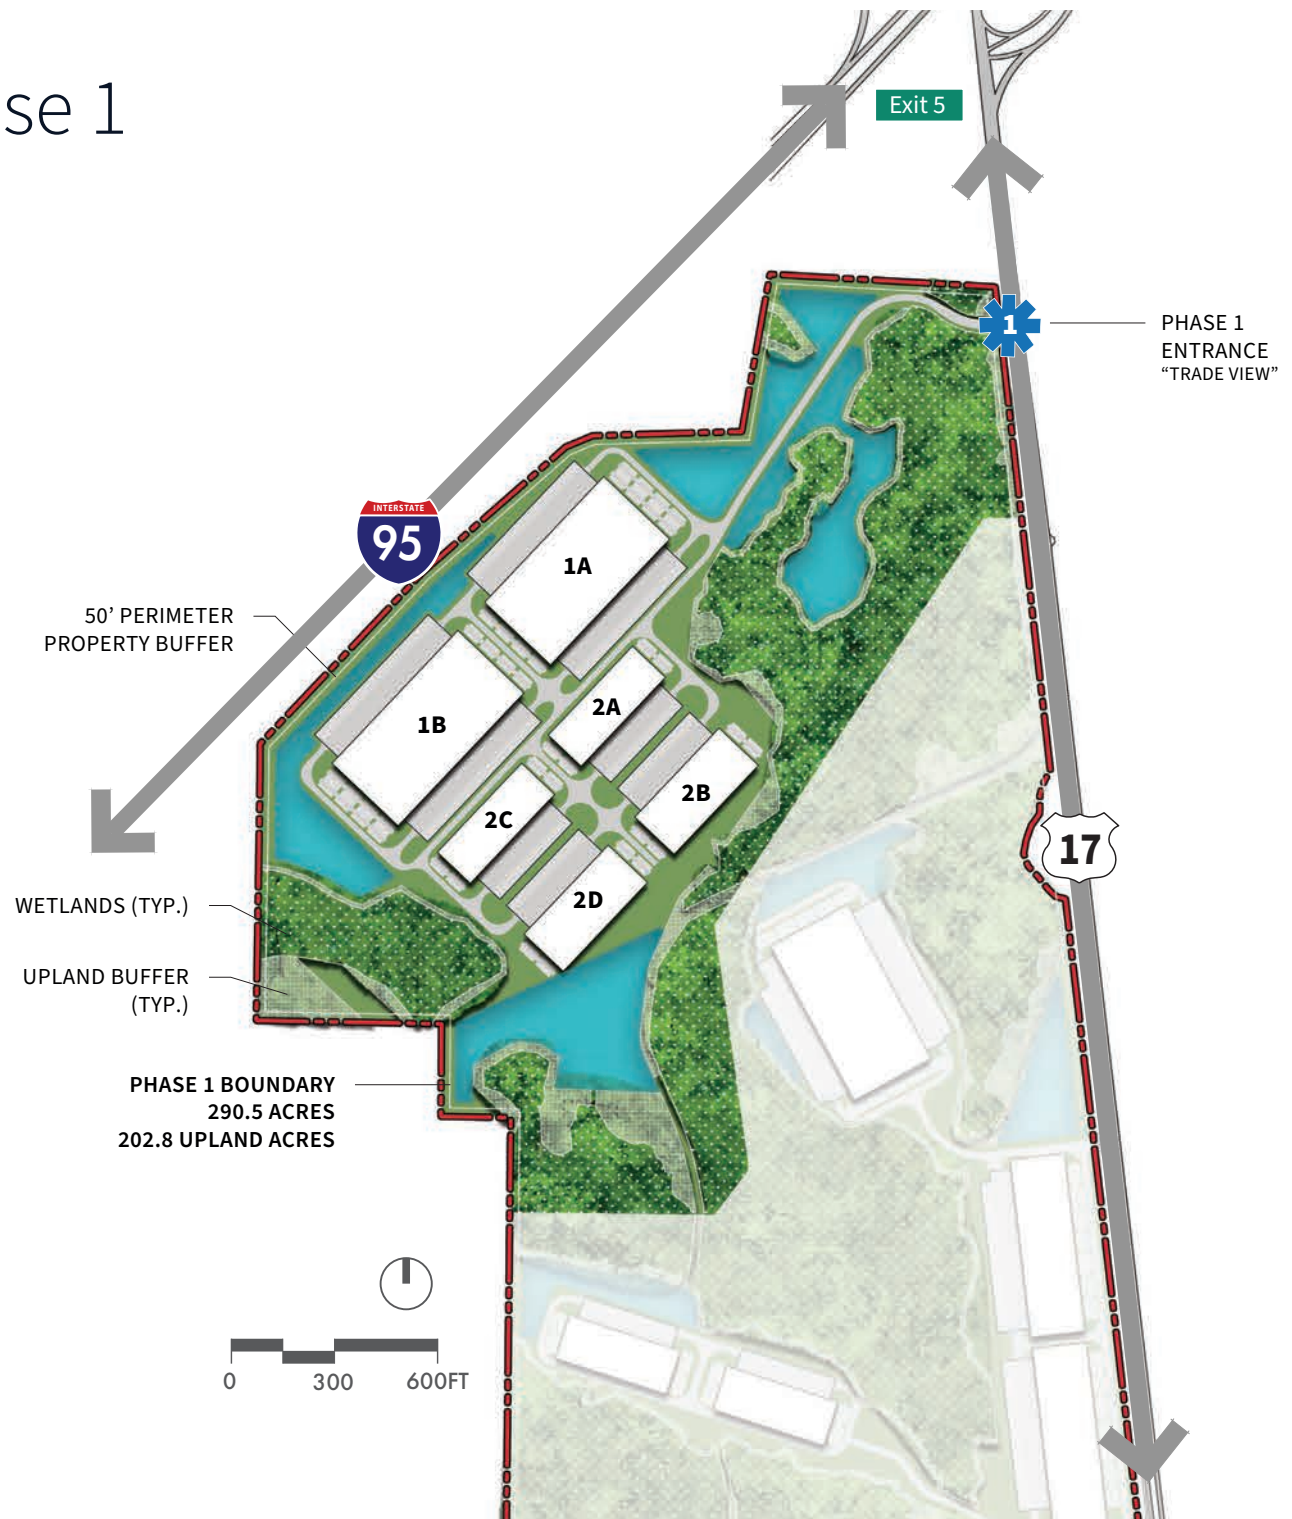 se 1
Exit 5
1
PHASE 1
ENTRANCE
“TRADE VIEW”
INTERSTATE
95
1A
50’ PERIMETER
PROPERTY BUFFER
2A
1B
2B
2C
17
2D
WETLANDS (TYP.)
UPLAND BUFFER
(TYP.)
PHASE 1 BOUNDARY
290.5 ACRES
202.8 UPLAND ACRES
0 300 600FT